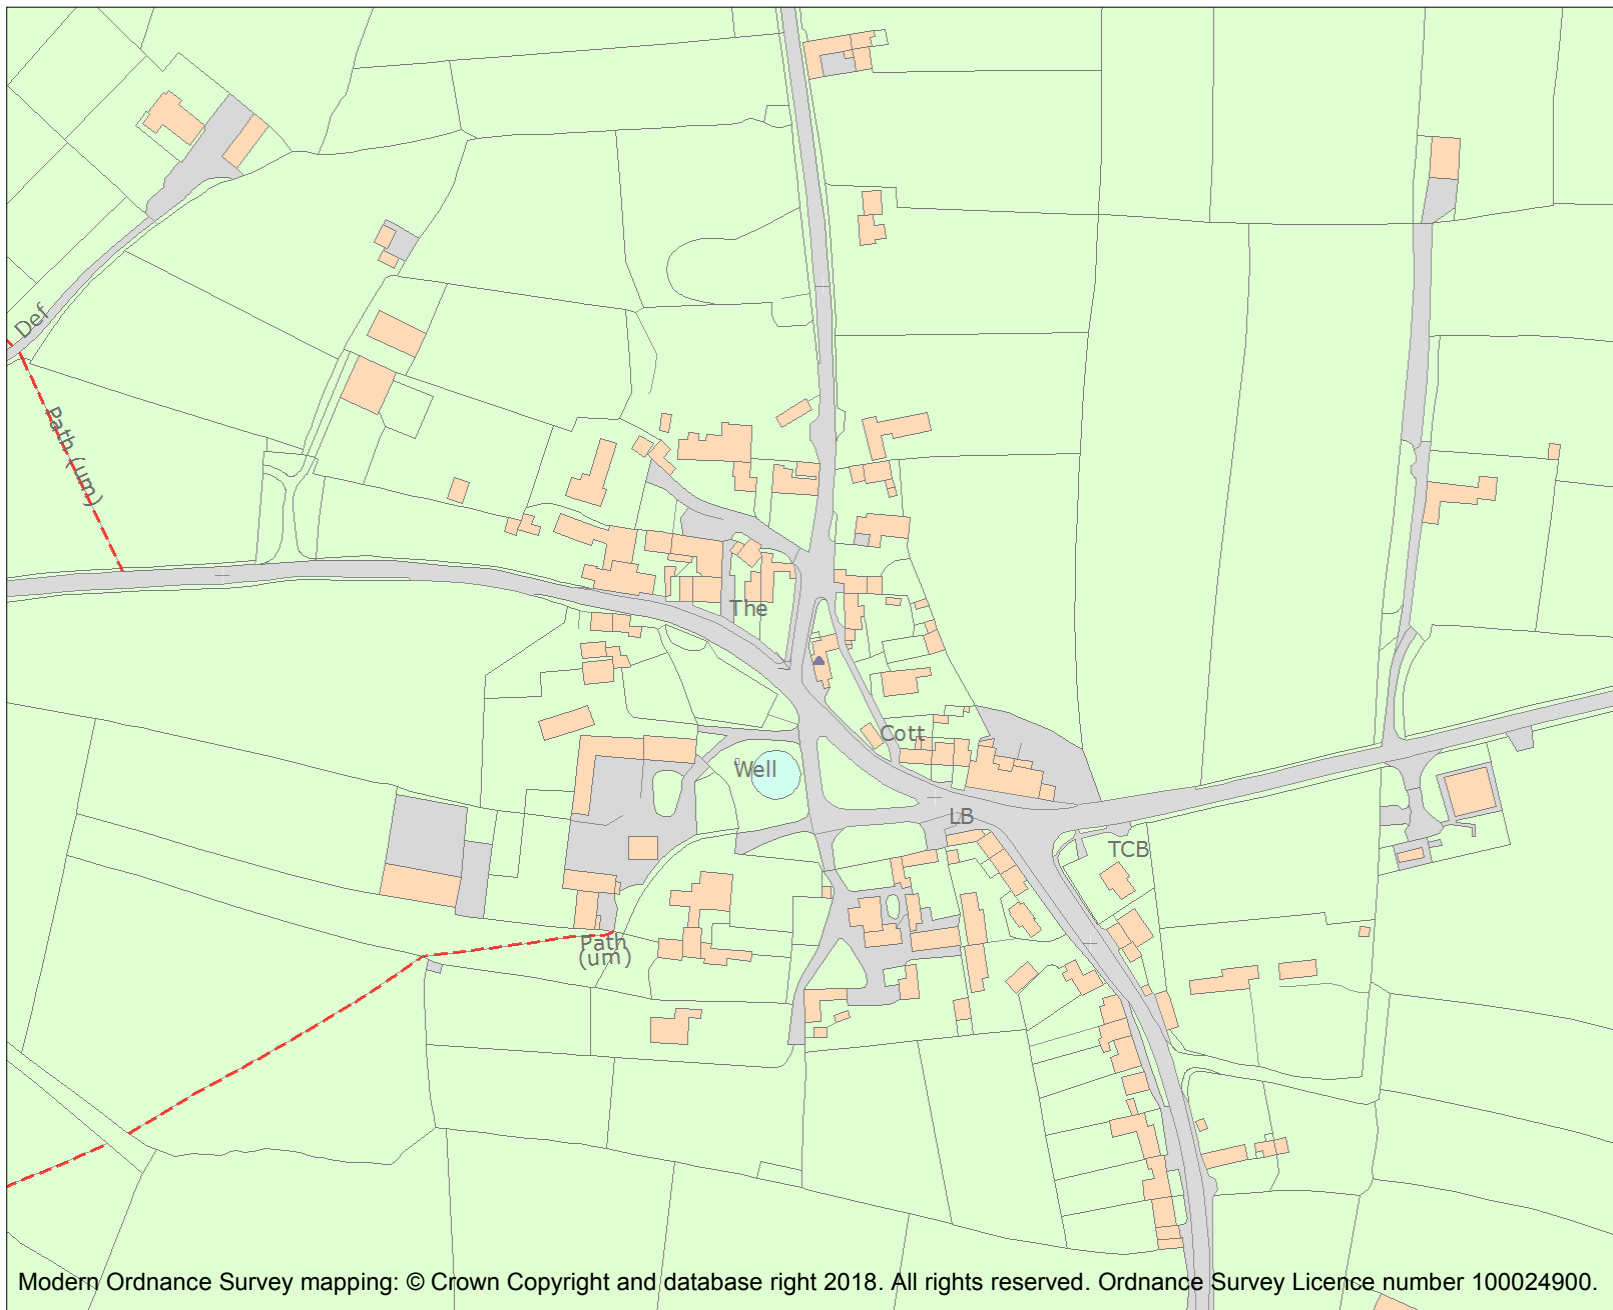 Def
Path (um)
The
Cott
Well
LB
TCB
Path
(um)
Modern Ordnance Survey mapping: © Crown Copyright and database right 2018. All rights reserved. Ordnance Survey Licence number 100024900.